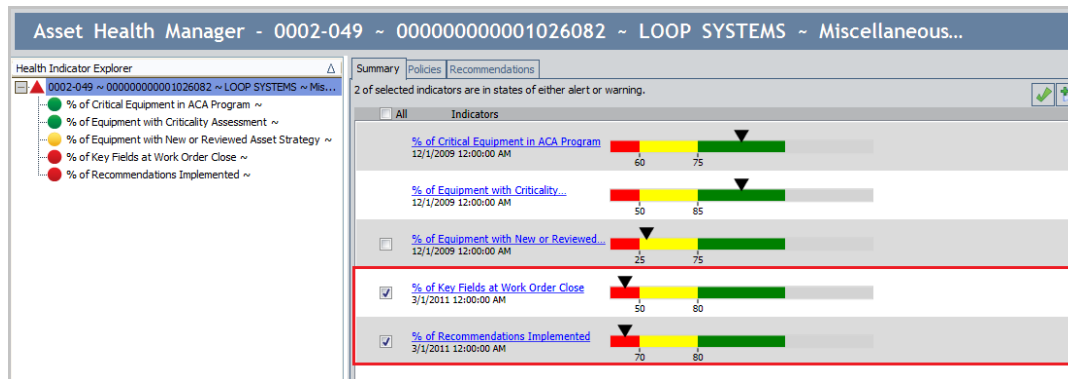 Asset Health Manager - 0002-049 ~ 000000000001026082 ~ LOOP SYSTEMS ~ Miscellaneous...
Health Indicator Explorer
0002-049 ~ 000000000001026082 ~ LOOP SYSTEMS ~ Mis...
% of Critical Equipment in ACA Program ~
% of Equipment with Criticality Assessment ~
% of Equipment with New or Reviewed Asset Strategy ~
% of Key Fields at Work Order Close ~
% of Recommendations Implemented ~
Summary Policies Recommendations
2 of selected indicators are in states of either alert or warning.
All Indicators
% of Critical Equipment in ACA Program
12/1/2009 12:00:00 AM
60 75
% of Equipment with Criticality...
12/1/2009 12:00:00 AM
50 85
% of Equipment with New or Reviewed...
12/1/2009 12:00:00 AM
25 75
% of Key Fields at Work Order Close
3/1/2011 12:00:00 AM
50 80
% of Recommendations Implemented
3/1/2011 12:00:00 AM
70 80